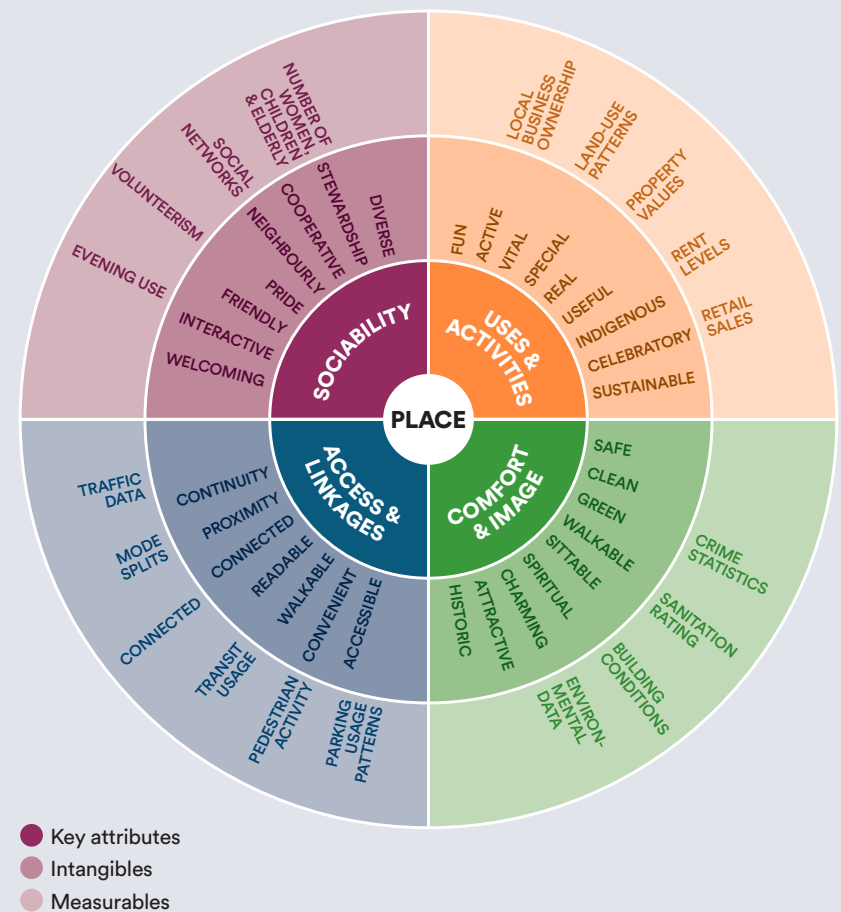 PLACE
SOCIABILITY
USES &
ACTIVITIES
COMFORT
& IMAGE
ACCESS &
LINKAGES
WELCOMING
INTERACTIVE
FRIENDLY
PRIDE
NEIGHBOURLY
COOPERATIVE
STEWARDSHIP
DIVERSE
EVENING USE
VOLUNTEERISM
SOCIAL
NETWORKS
NUMBER OF
WOMEN,
CHILDREN
& ELDERLY
FUN
ACTIVE
VITAL
SPECIAL
REAL
USEFUL
INDIGENOUS
CELEBRATORY
SUSTAINABLE
LOCAL
BUSINESS
OWNERSHIP
LAND-USE
PATTERNS
PROPERTY
VALUES
RENT
LEVELS
RETAIL
SALES
SAFE
CLEAN
GREEN
WALKABLE
SITTABLE
SPIRITUAL
CHARMING
ATTRACTIVE
HISTORIC
CRIME
STATISTICS
SANITATION
RATING
BUILDING
CONDITIONS
ENVIRON-
MENTAL
DATA
CONTINUITY
PROXIMITY
CONNECTED
READABLE
WALKABLE
CONVENIENT
ACCESSIBLE
TRAFFIC
DATA
MODE
SPLITS
CONNECTED
TRANSIT
USAGE
PEDESTRIAN
ACTIVITY
PARKING
USAGE
PATTERNS
Key attributes
Intangibles
Measurables